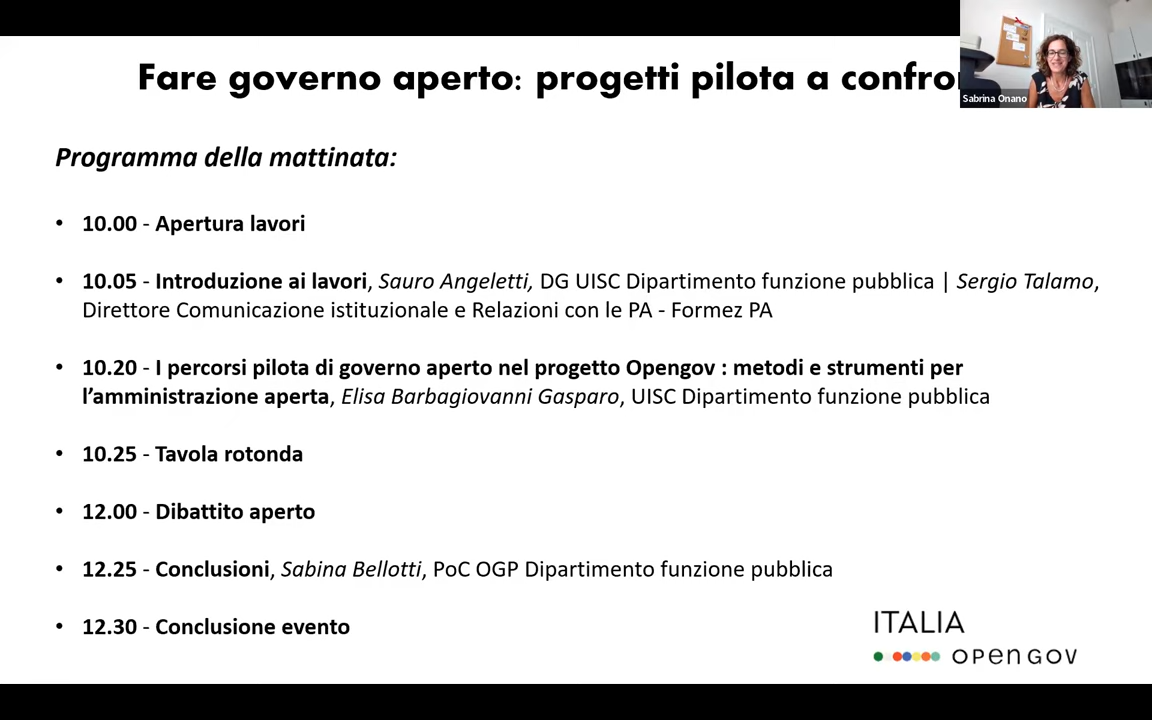 Fare governo aperto: progetti pilota a confro
Sabrina Onano
Programma della mattinata:
• 10.00 - Apertura lavori
• 10.05 - Introduzione ai lavori, Sauro Angeletti, DG UISC Dipartimento funzione pubblica | Sergio Talamo,
Direttore Comunicazione istituzionale e Relazioni con le PA - Formez PA
• 10.20 - I percorsi pilota di governo aperto nel progetto Opengov : metodi e strumenti per
l’amministrazione aperta, Elisa Barbagiovanni Gasparo, UISC Dipartimento funzione pubblica
• 10.25 - Tavola rotonda
• 12.00 - Dibattito aperto
• 12.25 - Conclusioni, Sabina Bellotti, PoC OGP Dipartimento funzione pubblica
• 12.30 - Conclusione evento
ITALIA
OPEN GOV